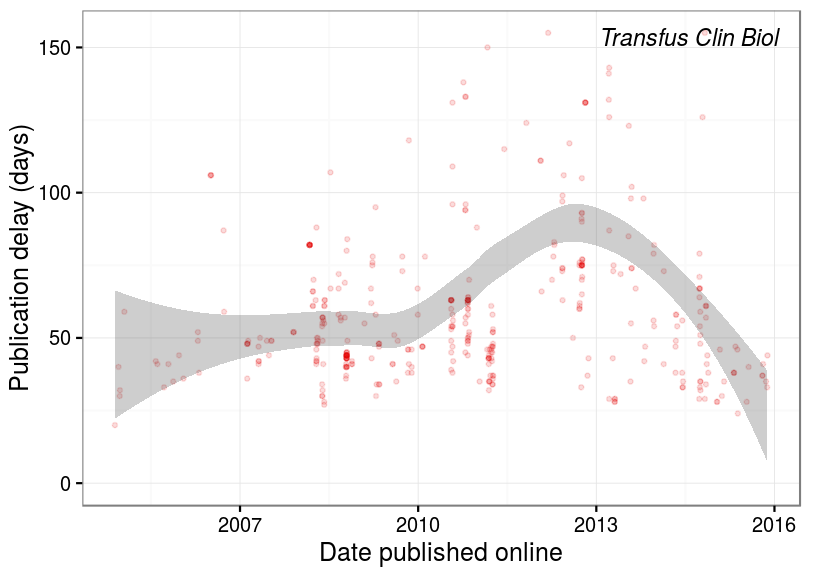 Transfus Clin Biol
150
100
50
0
Publication delay (days)
2007 2010 2013 2016
Date published online